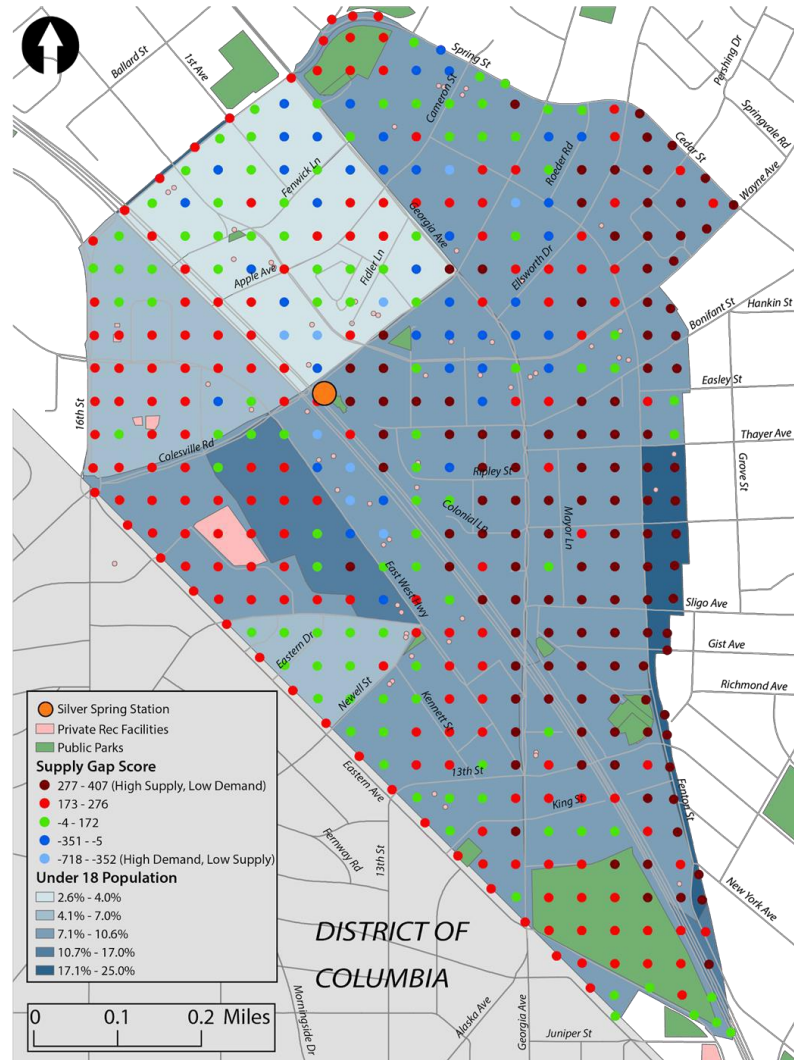 Ballard St
1st Ave
Spring St
Cameron St
Pershing Dr
Springvale Rd
Cedar St
Wayne Ave
Roeder Rd
Fenwick Ln
Georgia Ave
Ellsworth Dr
Apple Ave
Fidler Ln
Bonifant St
Hankin St
Easley St
16th St
Thayer Ave
Colesville Rd
Ripley St
Grove St
Colonial Ln
Mayor Ln
East West Hwy
Sligo Ave
Gist Ave
Eastern Dr
Richmond Ave
Newell St
Kennett St
Eastern Ave
13th St
King St
Fenton St
Fernway Rd
13th St
New York Ave
DISTRICT OF
COLUMBIA
Morningside Dr
Alaska Ave
Georgia Ave
Juniper St
Silver Spring Station
Private Rec Facilities
Public Parks
Supply Gap Score
277 - 407 (High Supply, Low Demand)
173 - 276
-4 - 172
-351 - -5
-718 - -352 (High Demand, Low Supply)
Under 18 Population
2.6% - 4.0%
4.1% - 7.0%
7.1% - 10.6%
10.7% - 17.0%
17.1% - 25.0%
0 0.1 0.2 Miles